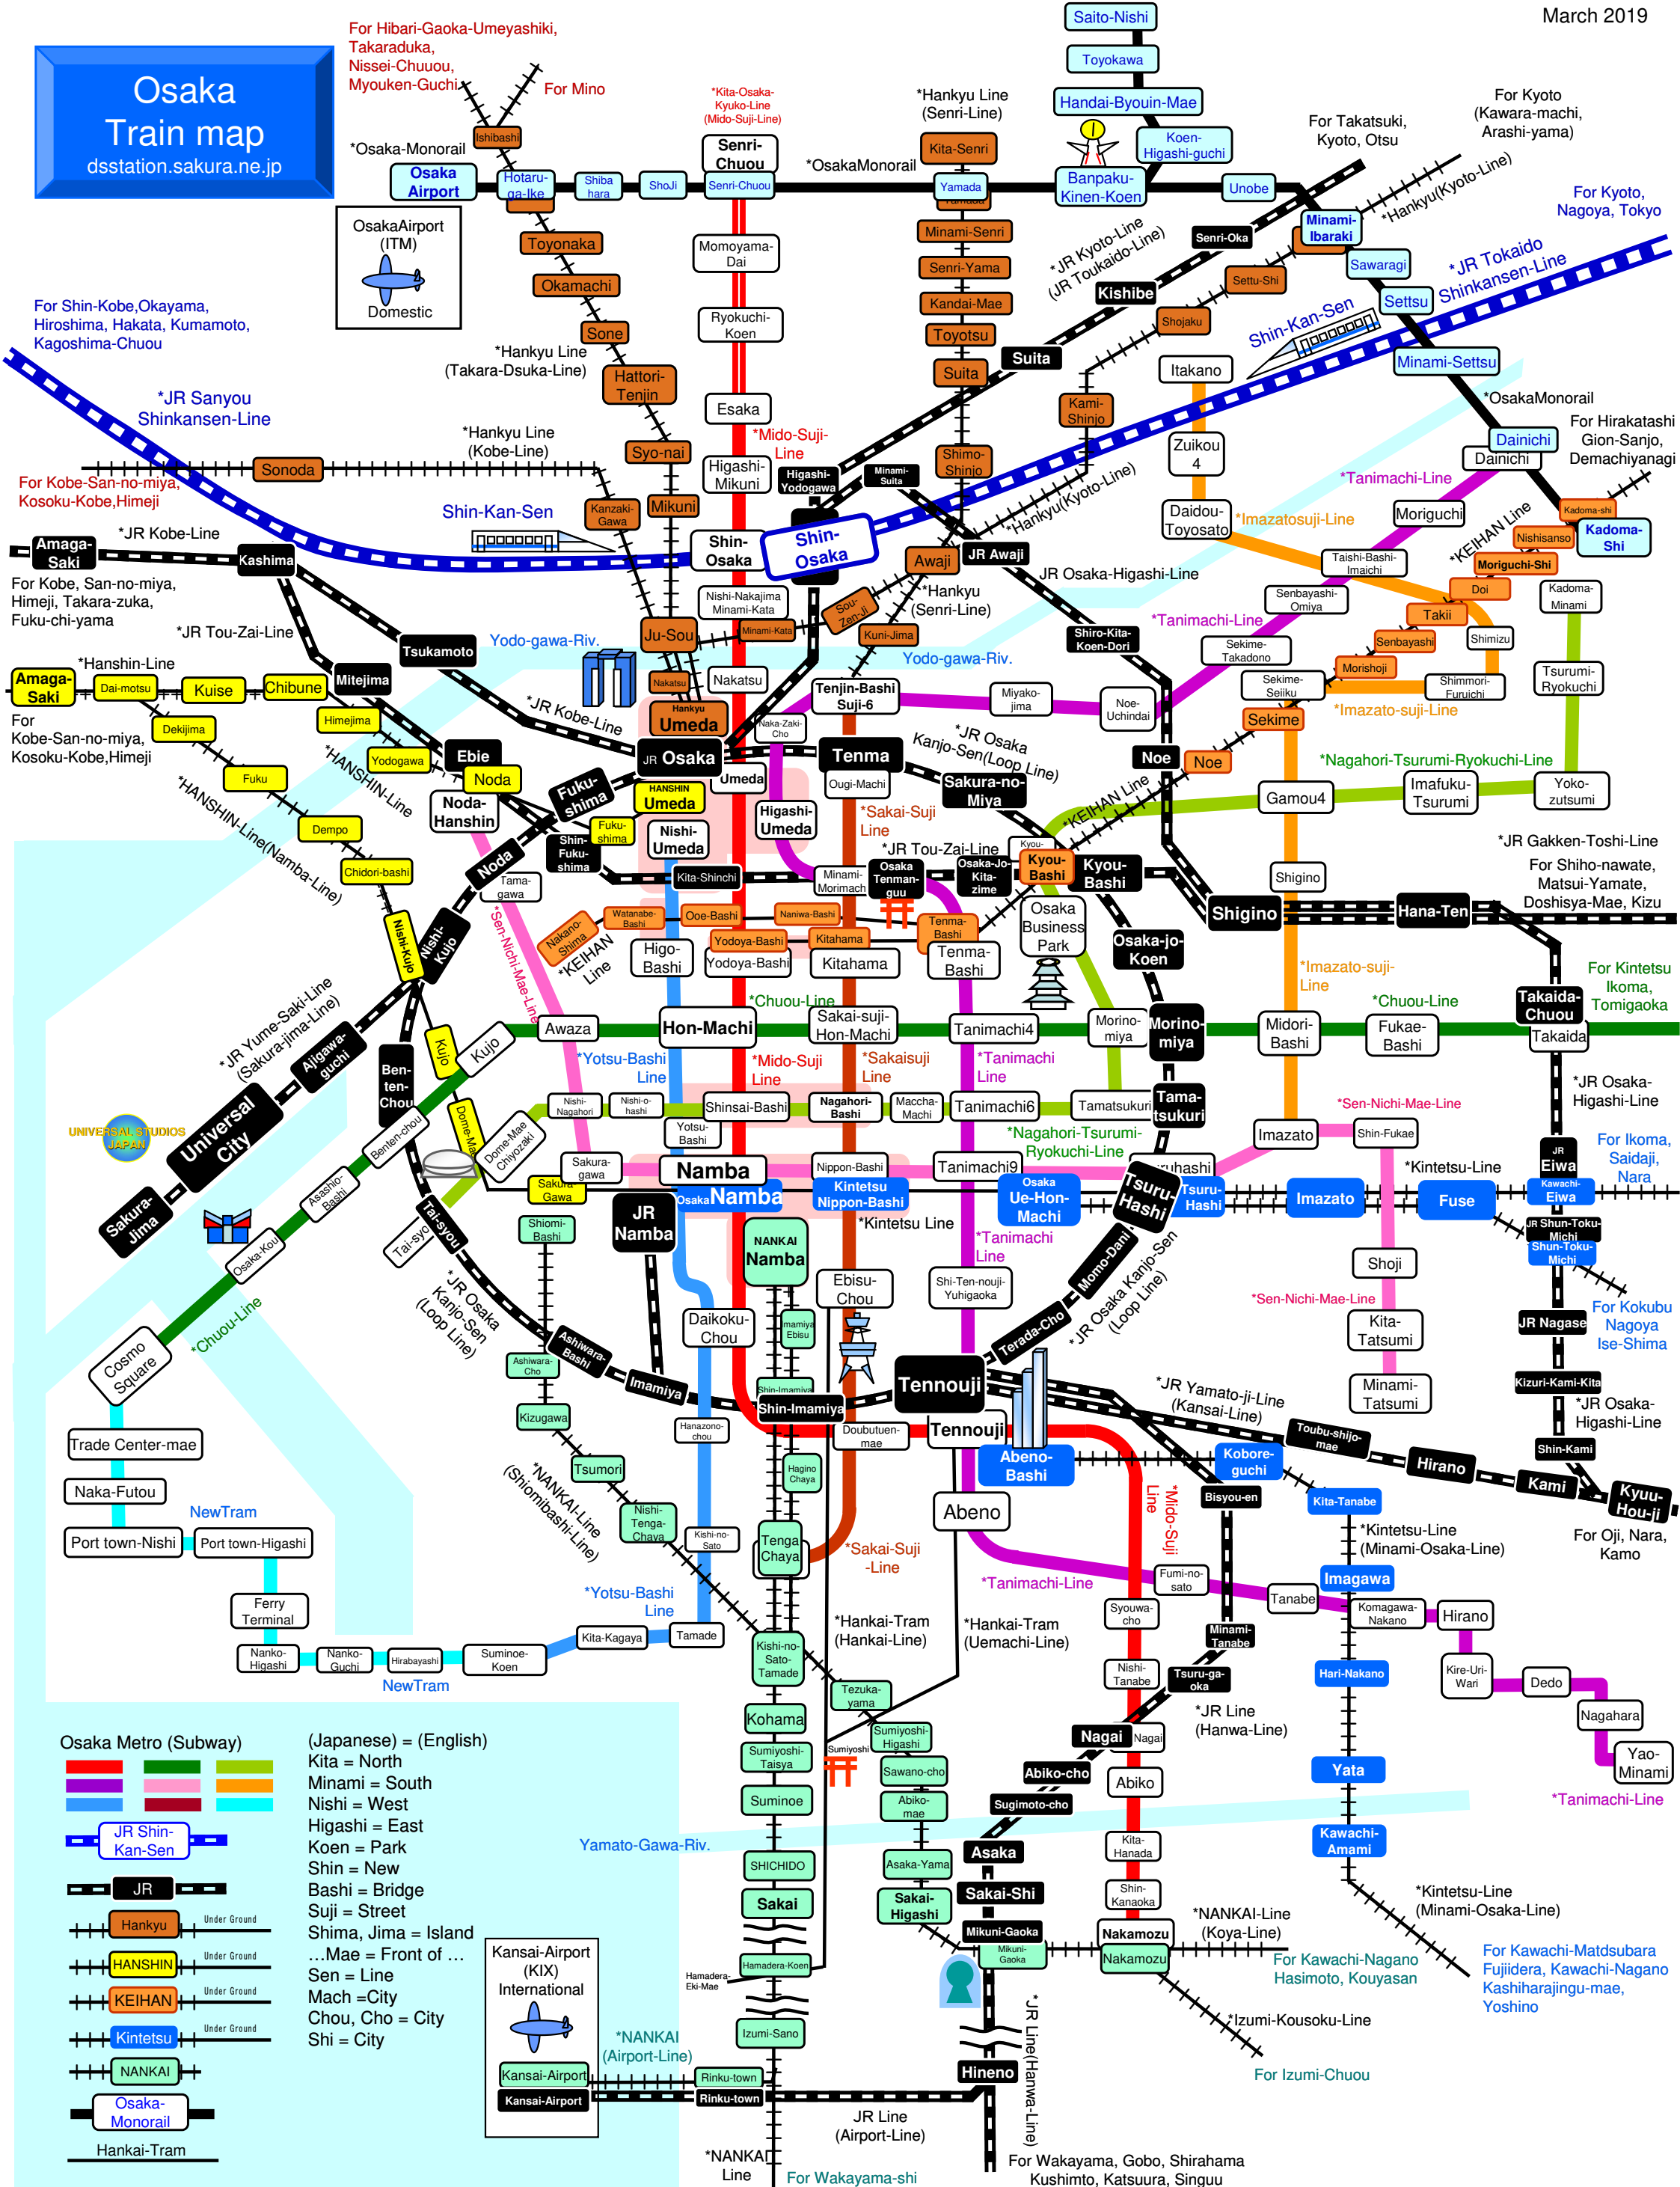 March 2019
Osaka
Train map
dsstation.sakura.ne.jp
For Hibari-Gaoka-Umeyashiki,
Takaraduka,
Nissei-Chuuou,
Myouken-Guchi
For Mino
Ishibashi
*Osaka-Monorail
Osaka
Airport
Hotaru-
ga-Ike
Shiba
hara
ShoJi
*Kita-Osaka-
Kyuko-Line
(Mido-Suji-Line)
Senri-
Chuou
Senri-Chuou
*OsakaMonorail
*Hankyu Line
(Senri-Line)
Kita-Senri
Yamada
Yamada
Saito-Nishi
Toyokawa
Handai-Byouin-Mae
Koen-
Higashi-guchi
Banpaku-
Kinen-Koen
Unobe
For Takatsuki,
Kyoto, Otsu
For Kyoto
(Kawara-machi,
Arashi-yama)
*Hankyu(Kyoto-Line)
For Kyoto,
Nagoya, Tokyo
Minami-
Ibaraki
Sawaragi
Settsu
Minami-Settsu
*JR Tokaido
Shinkansen-Line
Shin-Kan-Sen
OsakaAirport
(ITM)
Domestic
Toyonaka
Okamachi
Sone
*Hankyu Line
(Takara-Dsuka-Line)
Hattori-
Tenjin
Syo-nai
Mikuni
Momoyama-
Dai
Ryokuchi-
Koen
Esaka
*Mido-Suji-
Line
Higashi-
Mikuni
Minami-Senri
Senri-Yama
Kandai-Mae
Toyotsu
Suita
Shimo-
Shinjo
*JR Kyoto-Line
(JR Toukaido-Line)
Senri-Oka
Kishibe
Suita
Settu-Shi
Shojaku
Kami-
Shinjo
Higashi-
Yodogawa
Minami-
Suita
*Hankyu(Kyoto-Line)
Itakano
Zuikou
4
Daidou-
Toyosato
*Imazatosuji-Line
*Tanimachi-Line
Moriguchi
*OsakaMonorail
Dainichi
Dainichi
For Hirakatashi
Gion-Sanjo,
Demachiyanagi
Kadoma-shi
Kadoma-
Shi
*KEIHAN Line
Nishisanso
Moriguchi-Shi
Doi
Takii
Senbayashi
Morishoji
Taishi-Bashi-
Imaichi
Senbayashi-
Omiya
Sekime-
Takadono
Shimizu
Shimmori-
Furuichi
*Imazato-suji-Line
Kadoma-
Minami
Tsurumi-
Ryokuchi
For Shin-Kobe,Okayama,
Hiroshima, Hakata, Kumamoto,
Kagoshima-Chuou
*JR Sanyou
Shinkansen-Line
*Hankyu Line
(Kobe-Line)
Sonoda
For Kobe-San-no-miya,
Kosoku-Kobe,Himeji
Kanzaki-
Gawa
Shin-Kan-Sen
Shin-
Osaka
Shin-
Osaka
*JR Kobe-Line
Amaga-
Saki
Kashima
For Kobe, San-no-miya,
Himeji, Takara-zuka,
Fuku-chi-yama
*JR Tou-Zai-Line
Tsukamoto
Yodo-gawa-Riv.
Ju-Sou
Nishi-Nakajima
Minami-Kata
Minami-Kata
Sou-
Zen-Ji
Awaji
JR Awaji
*Hankyu
(Senri-Line)
Kuni-Jima
Yodo-gawa-Riv.
JR Osaka-Higashi-Line
Shiro-Kita-
Koen-Dori
*Tanimachi-Line
*Hanshin-Line
Amaga-
Saki
Dai-motsu
Kuise
Chibune
Mitejima
Himejima
Dekijima
Yodogawa
For
Kobe-San-no-miya,
Kosoku-Kobe,Himeji
*HANSHIN-Line
Fuku
*HANSHIN-Line(Namba-Line)
Dempo
Chidori-bashi
*JR Kobe-Line
Ebie
Noda
Noda-
Hanshin
Nakatsu
Nakatsu
Hankyu
Umeda
Naka-Zaki-
Cho
Tenjin-Bashi
Suji-6
Miyako-
jima
Noe-
Uchindai
Sekime-
Seiiku
Sekime
Noe
Noe
JR Osaka
Umeda
HANSHIN
Umeda
Nishi-
Umeda
Higashi-
Umeda
Tenma
Ougi-Machi
*JR Osaka
Kanjo-Sen(Loop Line)
Sakura-no-
Miya
*KEIHAN Line
*Nagahori-Tsurumi-Ryokuchi-Line
Gamou4
Imafuku-
Tsurumi
Yoko-
zutsumi
Fuku-
shima
Fuku-
shima
Shin-
Fuku-
shima
Noda
Tama-
gawa
Kita-Shinchi
*Sakai-Suji
Line
*JR Tou-Zai-Line
Minami-
Morimach
Osaka
Tenman-
guu
Osaka-Jo-
Kita-
zime
Kyou-
Kyou-
Bashi
Kyou-
Bashi
Shigino
Shigino
Hana-Ten
*JR Gakken-Toshi-Line
For Shiho-nawate,
Matsui-Yamate,
Doshisya-Mae, Kizu
Nishi-Kujo
Nishi-
Kujo
*Sen-Nichi-Mae-Line
Nakano-
Shima
*KEIHAN
Line
Watanabe-
Bashi
Ooe-Bashi
Naniwa-Bashi
Yodoya-Bashi
Kitahama
Tenma-
Bashi
Higo-
Bashi
Yodoya-Bashi
Kitahama
Tenma-
Bashi
Osaka
Business
Park
Osaka-jo-
Koen
*Imazato-suji-
Line
Takaida-
Chuou
For Kintetsu
Ikoma,
Tomigaoka
*JR Yume-Saki-Line
(Sakura-jima-Line)
Ajigawa-
guchi
Kujo
Kujo
Awaza
Hon-Machi
*Chuou-Line
Sakai-suji-
Hon-Machi
Tanimachi4
Morino-
miya
Morino-
miya
Midori-
Bashi
*Chuou-Line
Fukae-
Bashi
Takaida
UNIVERSAL STUDIOS
JAPAN
Universal
City
Sakura-
Jima
Ben-
ten-
Chou
Benten-chou
Asashio-
Bashi
Osaka-Kou
Dome-Ma
Dome-Mae
Chiyozaki
*Yotsu-Bashi
Line
*Mido-Suji
Line
*Sakaisuji
Line
*Tanimachi
Line
Nishi-
Nagahori
Nishi-o-
hashi
Shinsai-Bashi
Yotsu-
Bashi
Nagahori-
Bashi
Maccha-
Machi
Tanimachi6
Tamatsukuri
Tama-
tsukuri
*Nagahori-Tsurumi-
Ryokuchi-Line
*JR Osaka-
Higashi-Line
*Sen-Nichi-Mae-Line
Imazato
Shin-Fukae
JR
Eiwa
For Ikoma,
Saidaji,
Nara
Sakura-
gawa
Sakura
Gawa
Namba
Osaka Namba
Nippon-Bashi
Kintetsu
Nippon-Bashi
Tanimachi9
Osaka
Ue-Hon-
Machi
uruhashi
Tsuru-
Hashi
Tsuru-
Hashi
Imazato
*Kintetsu-Line
Fuse
Kawachi-
Eiwa
JR Shun-Toku-
Michi
Shun-Toku-
Michi
Tai-syo
Tai-syou
Shiomi-
Bashi
JR
Namba
NANKAI
Namba
*Kintetsu Line
*Tanimachi
Line
Momo-Dani
*JR Osaka Kanjo-Sen
(Loop Line)
Shoji
*Sen-Nichi-Mae-Line
Kita-
Tatsumi
Minami-
Tatsumi
For Kokubu
Nagoya
Ise-Shima
JR Nagase
Kizuri-Kami-Kita
*JR Osaka-
Higashi-Line
Shin-Kami
*Chuou-Line
Cosmo
Square
*JR Osaka
Kanjo-Sen
(Loop Line)
Ashiwara-
Cho
Ashiwara-
Bashi
Imamiya
Daikoku-
Chou
Imamiya
Ebisu
Ebisu-
Chou
Shi-Ten-nouji-
Yuhigaoka
Terada-Cho
Shin-Imamiya
Shin-Imamiya
Tennouji
Tennouji
Doubutuen-
mae
Abeno-
Bashi
*JR Yamato-ji-Line
(Kansai-Line)
Toubu-shijo-
mae
Hirano
Kami
Kyuu-
Hou-ji
For Oji, Nara,
Kamo
Kobore-
guchi
Bisyou-en
Kita-Tanabe
*Kintetsu-Line
(Minami-Osaka-Line)
Trade Center-mae
Naka-Futou
NewTram
Port town-Nishi
Port town-Higashi
Ferry
Terminal
Nanko-
Higashi
Nanko-
Guchi
Hirabayashi
Suminoe-
Koen
NewTram
Kizugawa
Tsumori
*NANKAI-Line
(Shiomibashi-Line)
Nishi-
Tenga-
Chaya
Hanazono-
chou
Hagino
Chaya
Kishi-no-
Sato
Tenga
Chaya
*Sakai-Suji
-Line
Abeno
*Mido-Suji
Line
*Tanimachi-Line
Fumi-no-
sato
Tanabe
Imagawa
Komagawa-
Nakano
Hirano
*Yotsu-Bashi
Line
Kita-Kagaya
Tamade
Kishi-no-
Sato-
Tamade
*Hankai-Tram
(Hankai-Line)
*Hankai-Tram
(Uemachi-Line)
Syouwa-
cho
Minami-
Tanabe
Nishi-
Tanabe
Tsuru-ga-
oka
*JR Line
(Hanwa-Line)
Hari-Nakano
Kire-Uri-
Wari
Dedo
Nagahara
Yao-
Minami
*Tanimachi-Line
Kohama
Tezuka-
yama
Sumiyoshi-
Higashi
Sumiyoshi-
Taisya
Sumiyoshi
Sawano-cho
Suminoe
Abiko-
mae
Nagai
Nagai
Abiko-cho
Abiko
Sugimoto-cho
Yata
Yamato-Gawa-Riv.
Asaka
Kita-
Hanada
Kawachi-
Amami
SHICHIDO
Asaka-Yama
Sakai
Sakai-
Higashi
Sakai-Shi
Shin-
Kanaoka
Mikuni-Gaoka
Mikuni-
Gaoka
Nakamozu
Nakamozu
*NANKAI-Line
(Koya-Line)
For Kawachi-Nagano
Hasimoto, Kouyasan
*Kintetsu-Line
(Minami-Osaka-Line)
For Kawachi-Matdsubara
Fujiidera, Kawachi-Nagano
Kashiharajingu-mae,
Yoshino
Hamadera-
Eki-Mae
Hamadera-Koen
*Izumi-Kousoku-Line
For Izumi-Chuou
Izumi-Sano
*JR Line(Hanwa-Line)
Hineno
Kansai-Airport
(KIX)
International
Kansai-Airport
Kansai-Airport
*NANKAI
(Airport-Line)
Rinku-town
Rinku-town
JR Line
(Airport-Line)
*NANKAI
Line
For Wakayama-shi
For Wakayama, Gobo, Shirahama
Kushimto, Katsuura, Singuu
Osaka Metro (Subway)
JR Shin-
Kan-Sen
JR
Hankyu
Under Ground
HANSHIN
Under Ground
KEIHAN
Under Ground
Kintetsu
Under Ground
NANKAI
Osaka-
Monorail
Hankai-Tram
(Japanese) = (English)
Kita = North
Minami = South
Nishi = West
Higashi = East
Koen = Park
Shin = New
Bashi = Bridge
Suji = Street
Shima, Jima = Island
…Mae = Front of …
Sen = Line
Mach =City
Chou, Cho = City
Shi = City